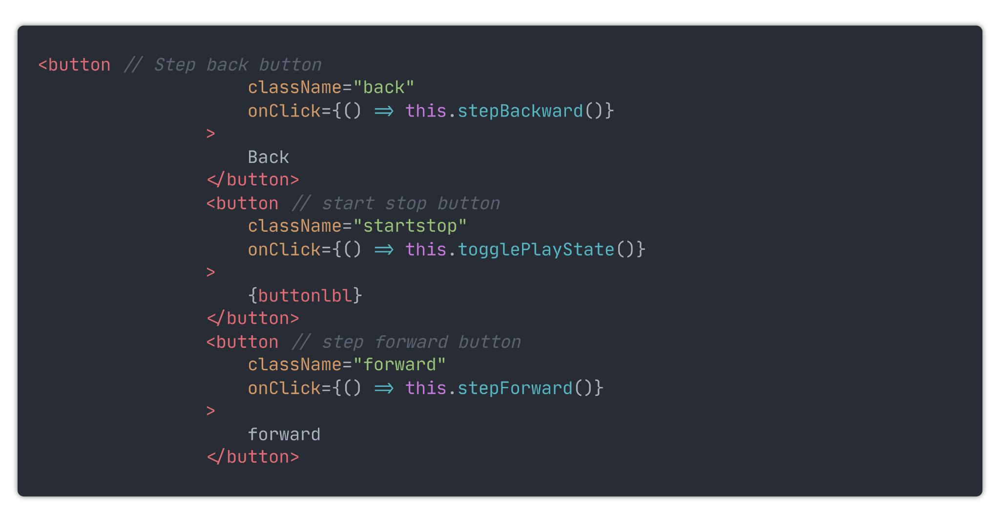 <button // Step back button
className="back"
onClick={() => this.stepBackward()}
>
Back
</button>
<button // start stop button
className="startstop"
onClick={() => this.togglePlayState()}
>
{buttonlbl}
</button>
<button // step forward button
className="forward"
onClick={() => this.stepForward()}
>
forward
</button>